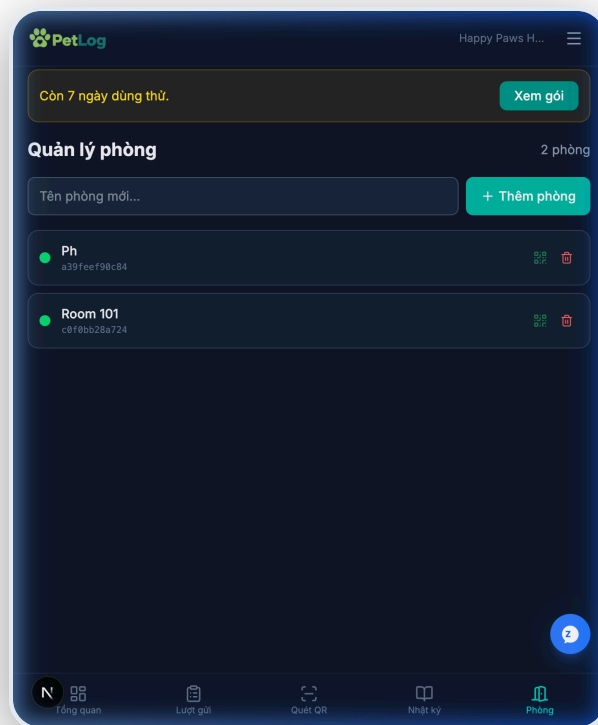 PetLog
Happy Paws H...
Còn 7 ngày dùng thử.
Xem gói
Quản lý phòng
2 phòng
Tên phòng mới...
+ Thêm phòng
Ph
a39feef90c84
Room 101
c0f0bb28a724
Z
N
Tổng quan
Lượt gửi
Quét QR
Nhật ký
Phòng